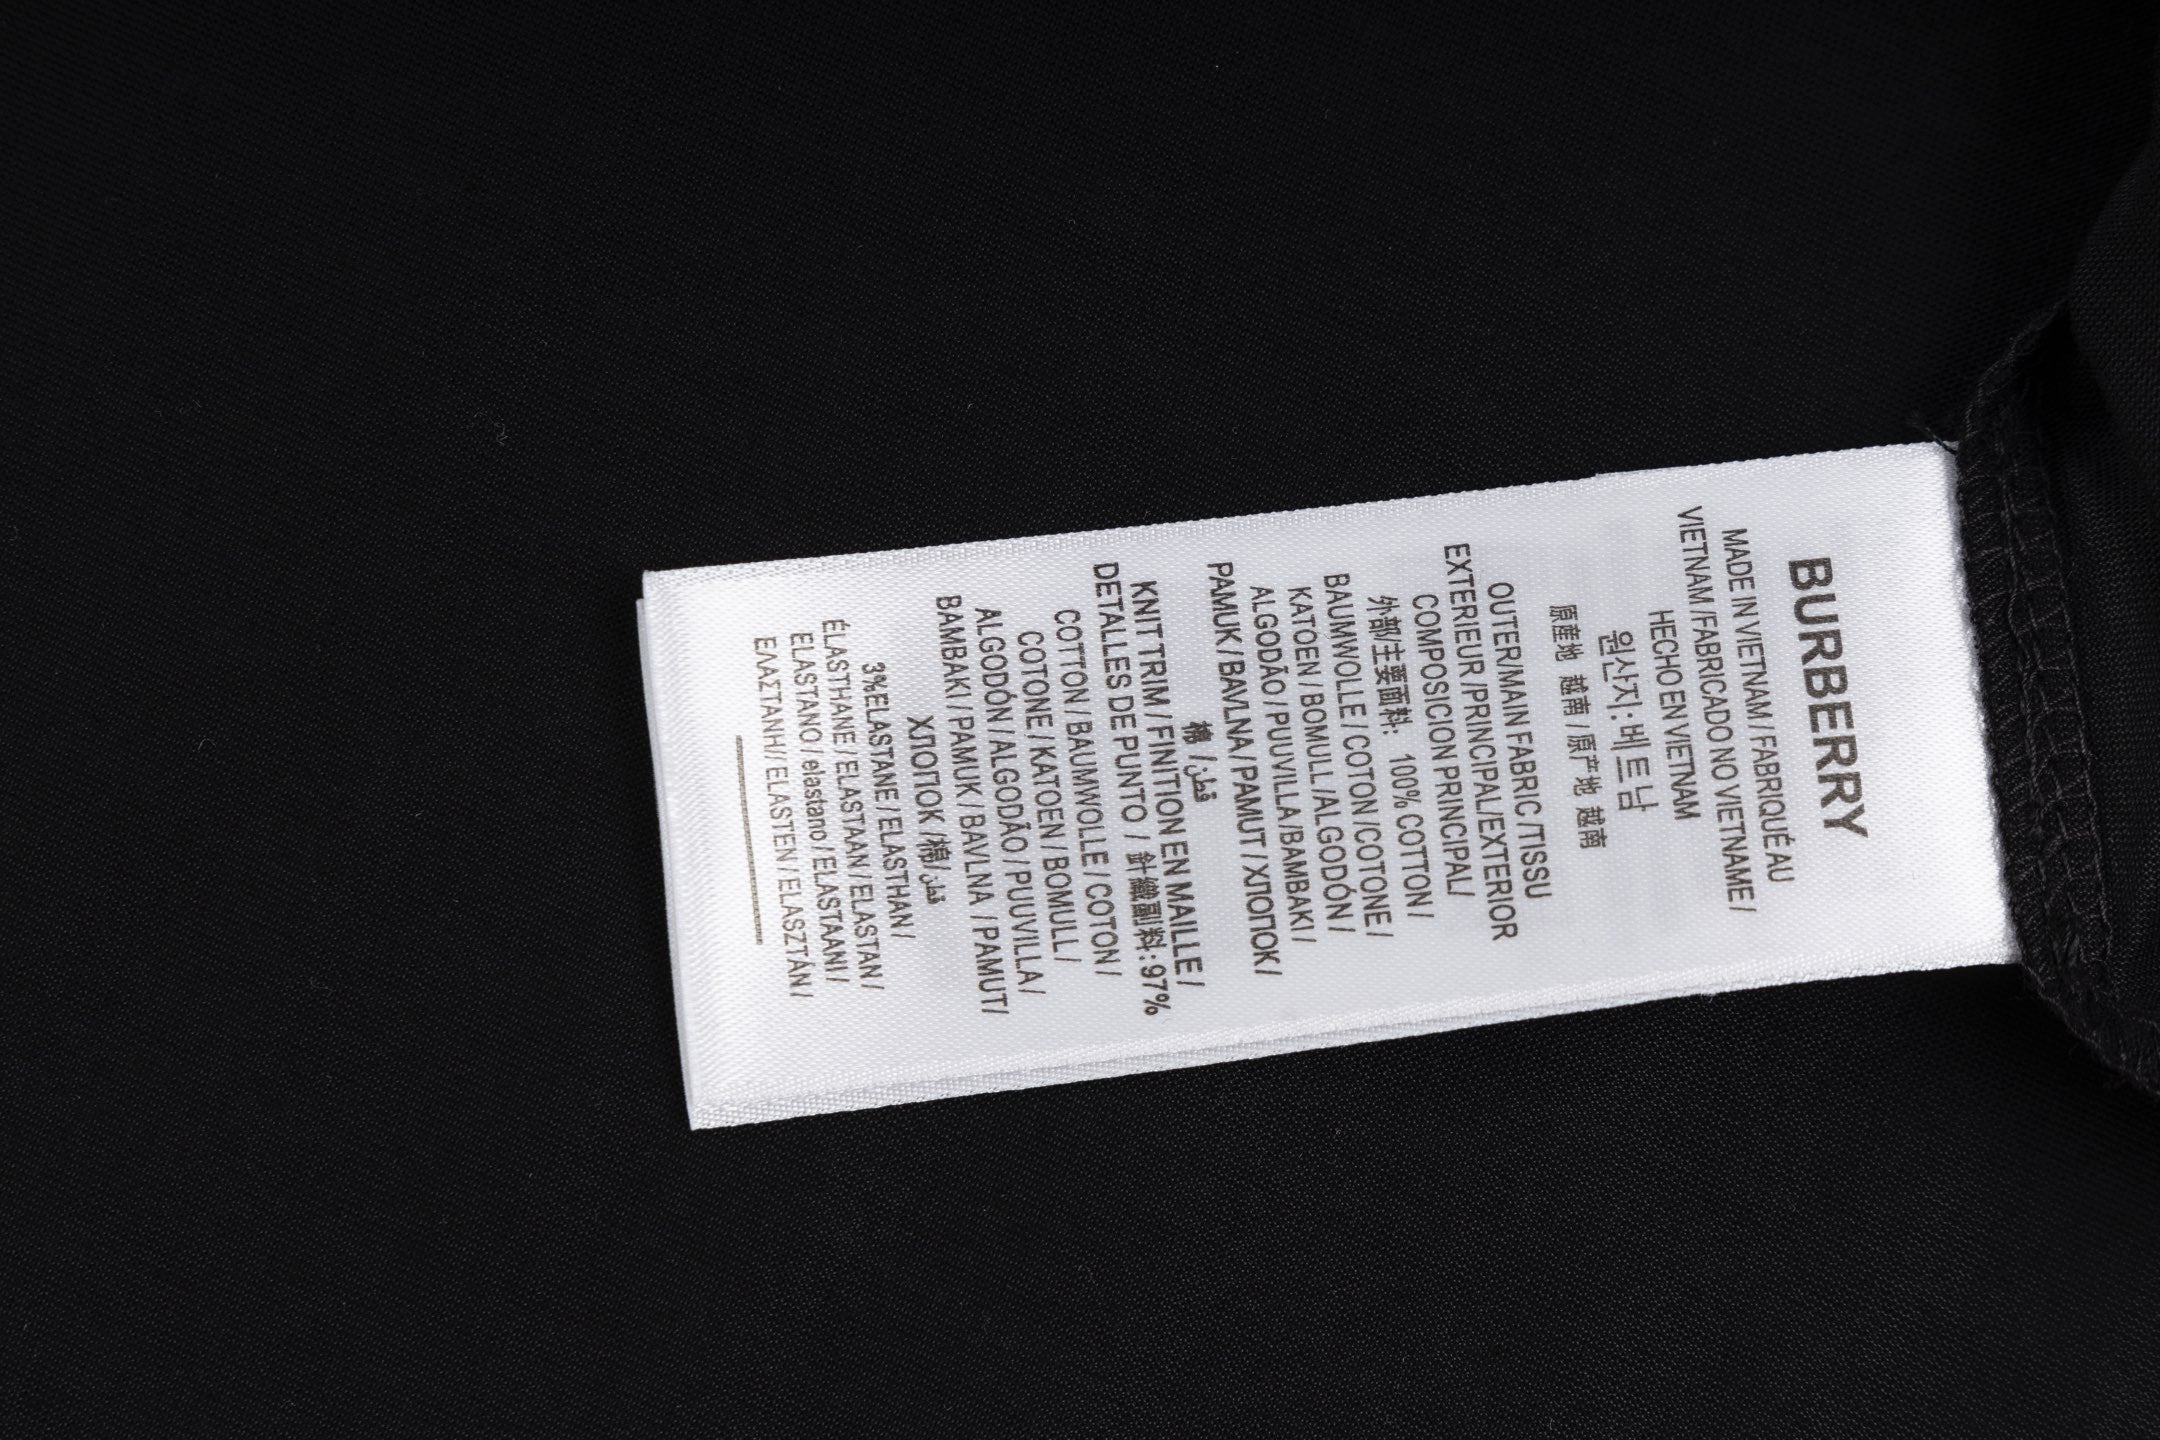 BURBERRY
MADE IN VIETNAM / FABRIQUÉ AU
VIETNAM / FABRICADO NO VIETNAME /
HECHO EN VIETNAM
원산지:베트남
原産地 越南 / 原产地 越南
OUTER/MAIN FABRIC /TISSU
EXTERIEUR /PRINCIPAL/EXTERIOR
COMPOSICION PRINCIPAL/
外部/主要面料: 100% COTTON /
BAUMWOLLE / COTON / COTONE /
KATOEN / BOMULL /ALGODÓN /
ALGODÃO / PUUVILLA /BAMBAKI /
PAMUK / BAVLNA / PAMUT / ХЛОПОК /
棉 / قطن
KNIT TRIM / FINITION EN MAILLE /
DETALLES DE PUNTO / 針織副料: 97%
COTTON / BAUMWOLLE / COTON /
COTONE / KATOEN / BOMULL /
ALGODÓN / ALGODÃO / PUUVILLA /
BAMBAKI / PAMUK / BAVLNA / PAMUT /
ХЛОПОК /棉/ قطن
3%ELASTANE / ELASTHAN /
ÉLASTHANE / ELASTAAN / ELASTAN /
ELASTANO / elastano / ELASTAANI /
ΕΛΑΣΤΑΝΗ / ELASTEN / ELASZTÁN /